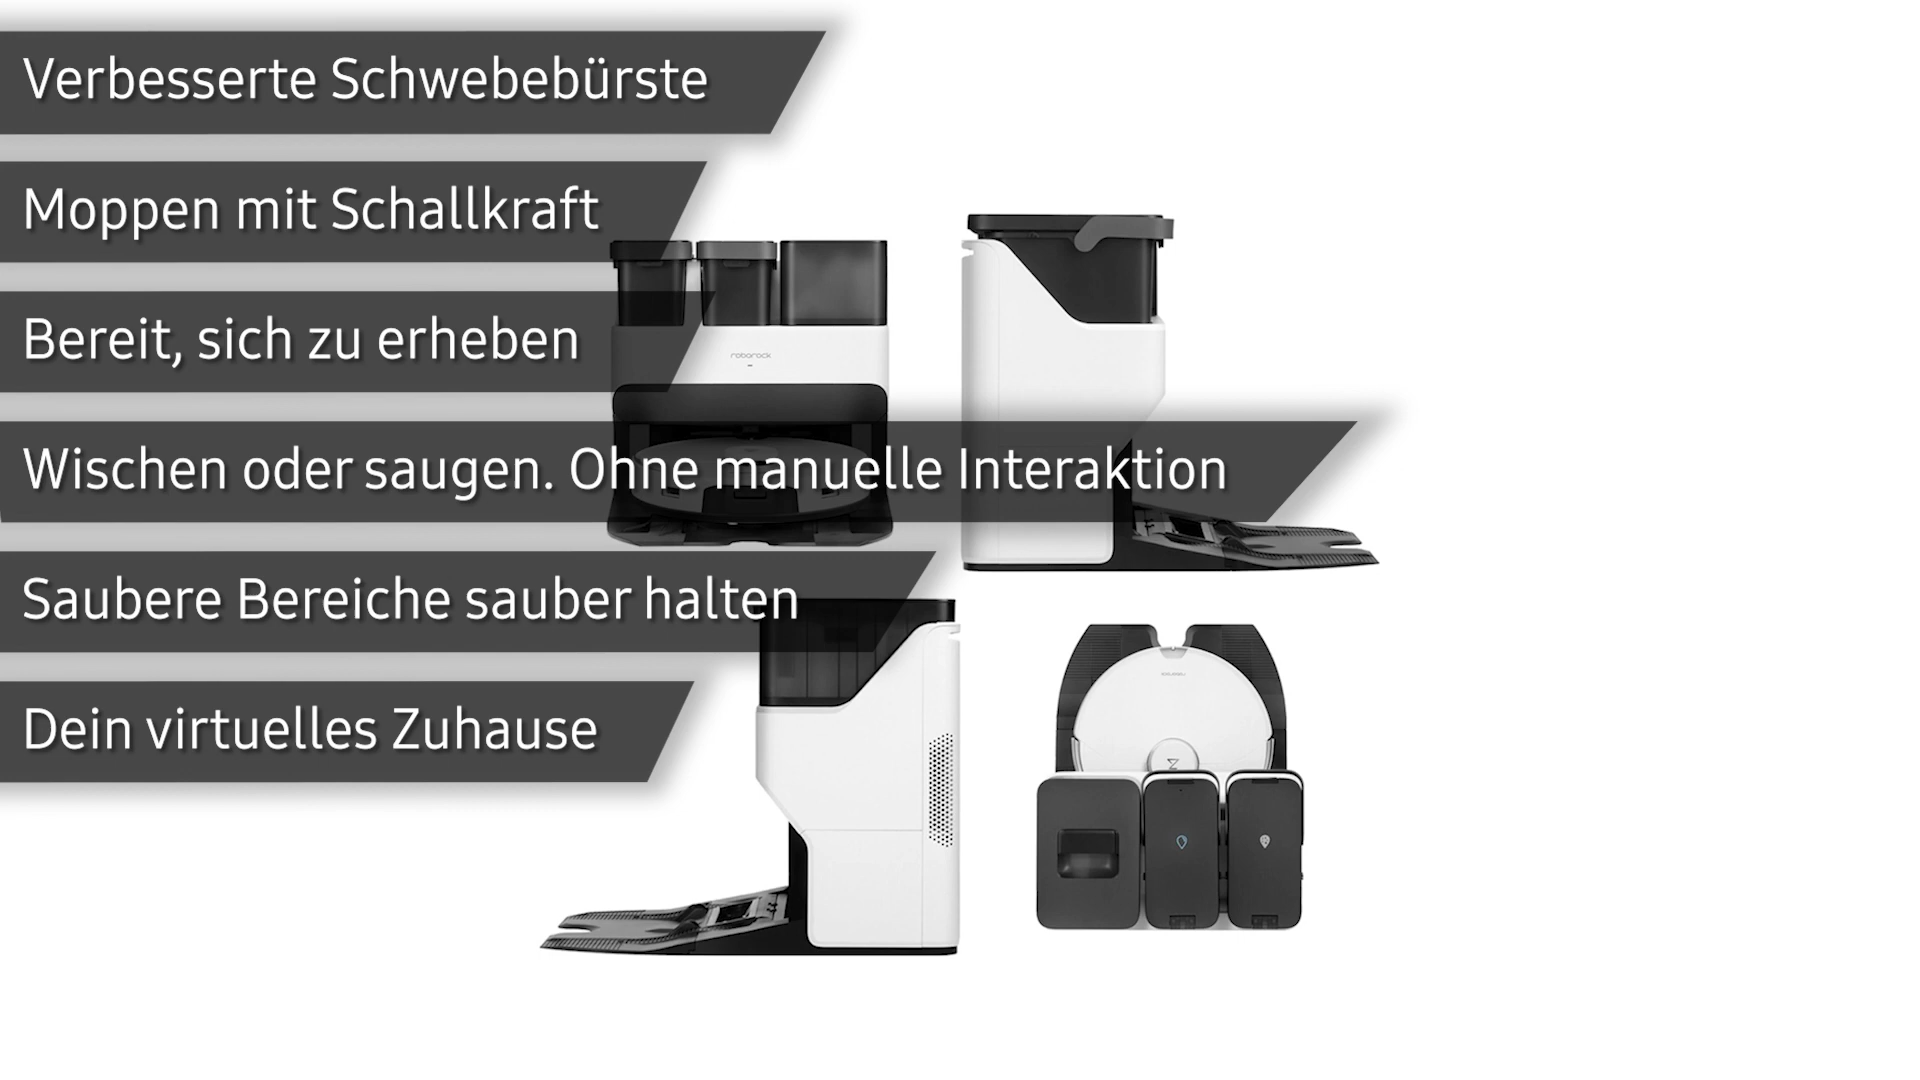 Verbesserte Schwebebürste
Moppen mit Schallkraft
Bereit, sich zu erheben
roborock
Wischen oder saugen. Ohne manuelle Interaktion
Saubere Bereiche sauber halten
Dein virtuelles Zuhause